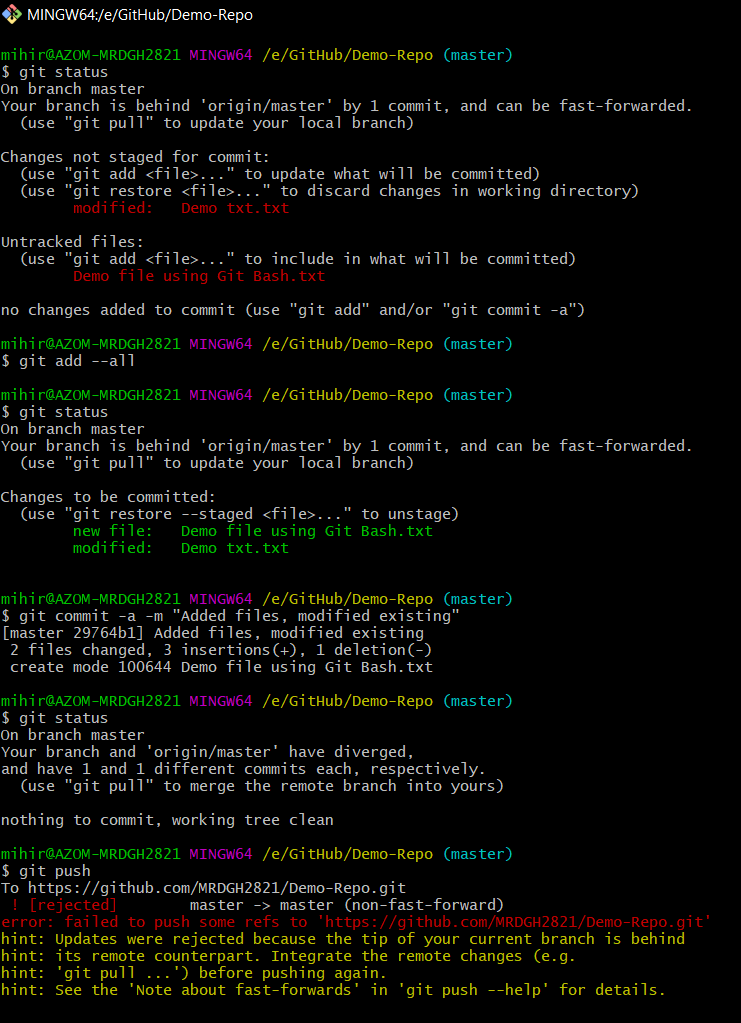 MINGW64:/e/GitHub/Demo-Repo
mihir@AZOM-MRDGH2821 MINGW64 /e/GitHub/Demo-Repo (master)
$ git status
On branch master
Your branch is behind 'origin/master' by 1 commit, and can be fast-forwarded.
  (use "git pull" to update your local branch)
Changes not staged for commit:
  (use "git add <file>..." to update what will be committed)
  (use "git restore <file>..." to discard changes in working directory)
        modified:   Demo txt.txt
Untracked files:
  (use "git add <file>..." to include in what will be committed)
        Demo file using Git Bash.txt
no changes added to commit (use "git add" and/or "git commit -a")
mihir@AZOM-MRDGH2821 MINGW64 /e/GitHub/Demo-Repo (master)
$ git add --all
mihir@AZOM-MRDGH2821 MINGW64 /e/GitHub/Demo-Repo (master)
$ git status
On branch master
Your branch is behind 'origin/master' by 1 commit, and can be fast-forwarded.
  (use "git pull" to update your local branch)
Changes to be committed:
  (use "git restore --staged <file>..." to unstage)
        new file:   Demo file using Git Bash.txt
        modified:   Demo txt.txt
mihir@AZOM-MRDGH2821 MINGW64 /e/GitHub/Demo-Repo (master)
$ git commit -a -m "Added files, modified existing"
[master 29764b1] Added files, modified existing
 2 files changed, 3 insertions(+), 1 deletion(-)
 create mode 100644 Demo file using Git Bash.txt
mihir@AZOM-MRDGH2821 MINGW64 /e/GitHub/Demo-Repo (master)
$ git status
On branch master
Your branch and 'origin/master' have diverged,
and have 1 and 1 different commits each, respectively.
  (use "git pull" to merge the remote branch into yours)
nothing to commit, working tree clean
mihir@AZOM-MRDGH2821 MINGW64 /e/GitHub/Demo-Repo (master)
$ git push
To https://github.com/MRDGH2821/Demo-Repo.git
 ! [rejected]        master -> master (non-fast-forward)
error: failed to push some refs to 'https://github.com/MRDGH2821/Demo-Repo.git'
hint: Updates were rejected because the tip of your current branch is behind
hint: its remote counterpart. Integrate the remote changes (e.g.
hint: 'git pull ...') before pushing again.
hint: See the 'Note about fast-forwards' in 'git push --help' for details.